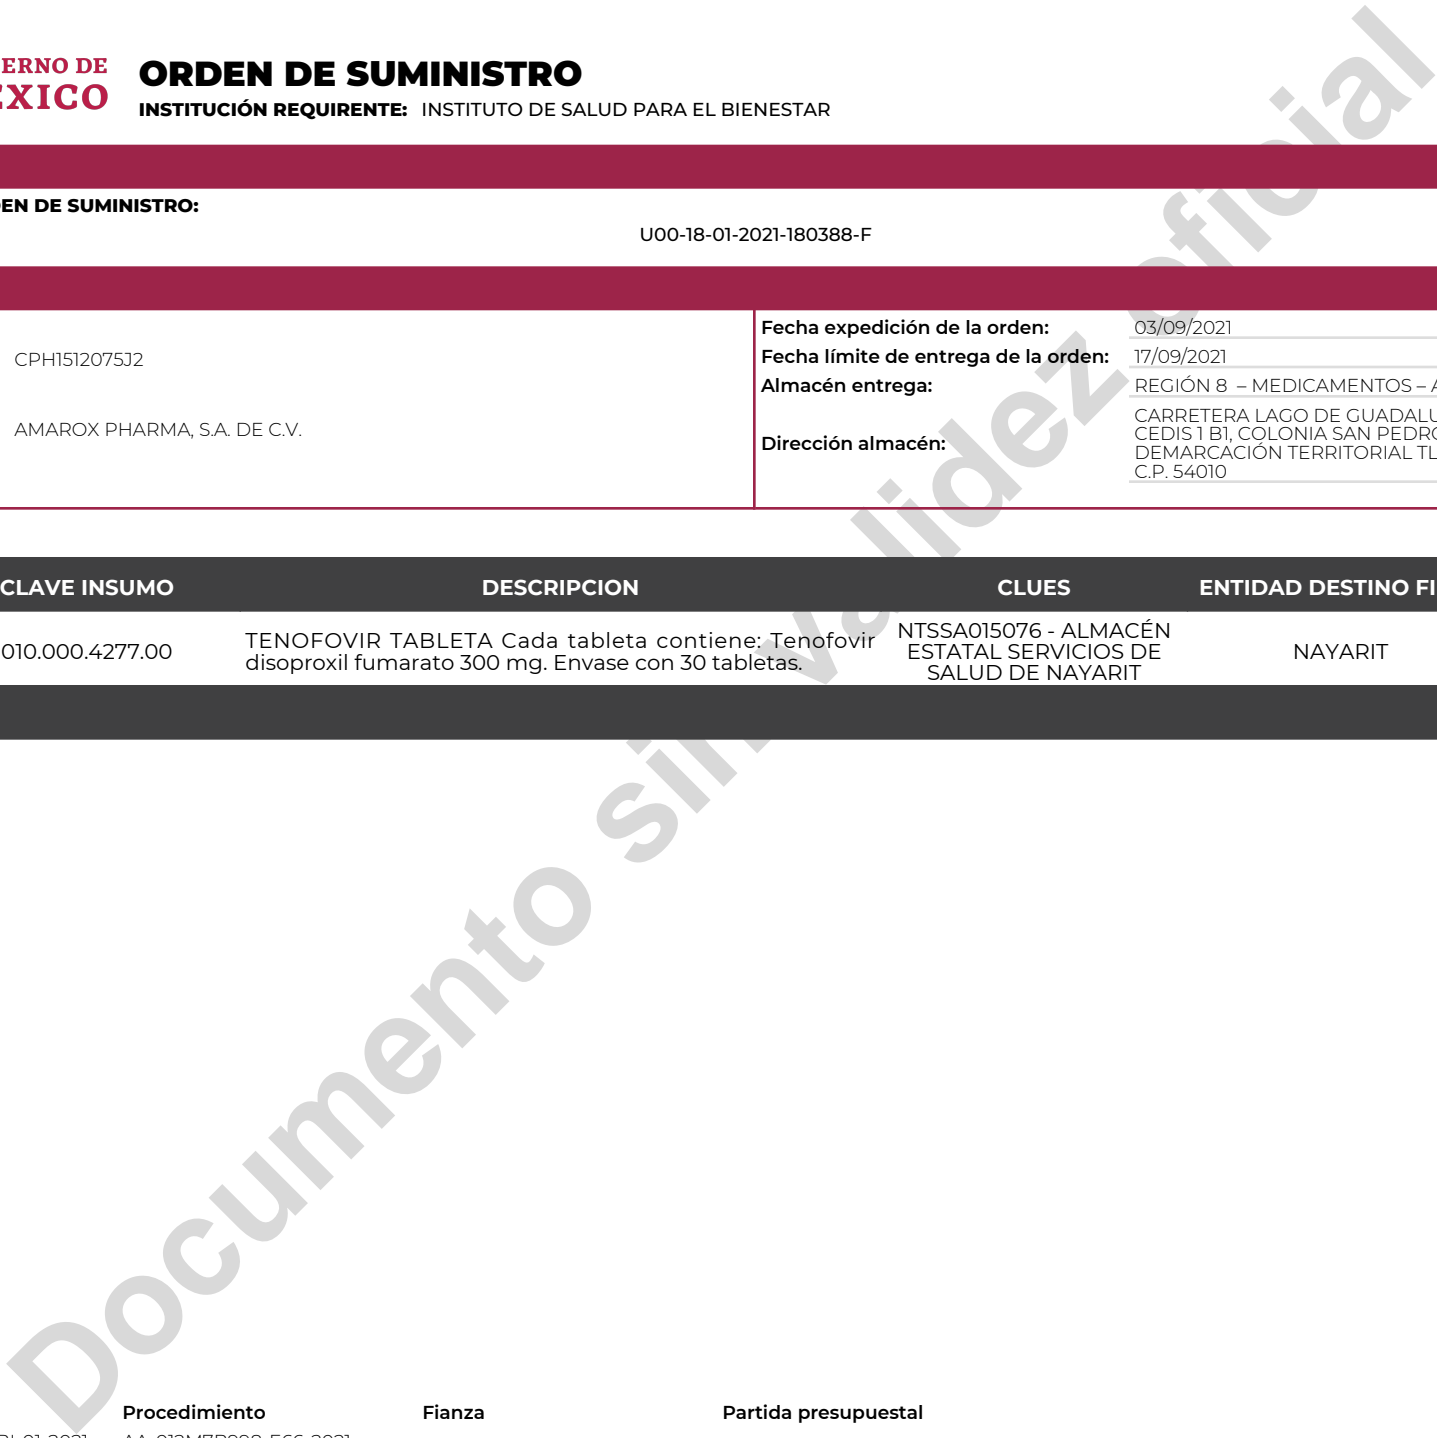 ERNO DE
EXICO
ORDEN DE SUMINISTRO
INSTITUCIÓN REQUIRENTE: INSTITUTO DE SALUD PARA EL BIENESTAR
EN DE SUMINISTRO:
U00-18-01-2021-180388-F
CPH1512075J2
AMAROX PHARMA, S.A. DE C.V.
Fecha expedición de la orden: 03/09/2021
Fecha límite de entrega de la orden: 17/09/2021
Almacén entrega: REGIÓN 8 – MEDICAMENTOS – A
Dirección almacén:
CARRETERA LAGO DE GUADALU
CEDIS 1 B1, COLONIA SAN PEDRO
DEMARCACIÓN TERRITORIAL TL
C.P. 54010
CLAVE INSUMO DESCRIPCION CLUES ENTIDAD DESTINO FI
010.000.4277.00
TENOFOVIR TABLETA Cada tableta contiene: Tenofovir
disoproxil fumarato 300 mg. Envase con 30 tabletas.
NTSSA015076 - ALMACÉN
ESTATAL SERVICIOS DE
SALUD DE NAYARIT
NAYARIT
Documento sin validez oficial
Procedimiento Fianza Partida presupuestal